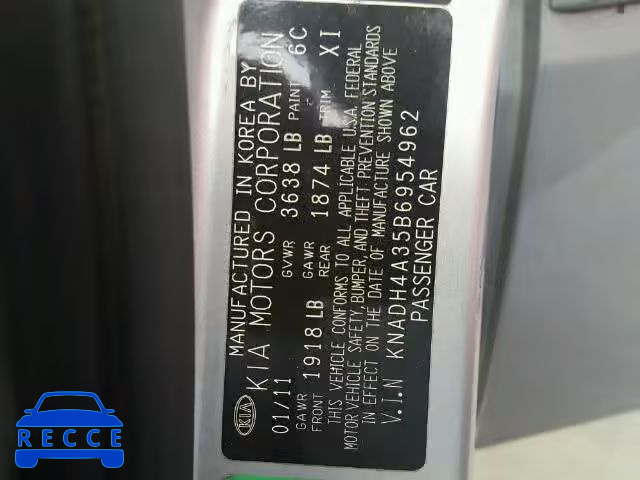 MANUFACTURED IN KOREA BY
KIA KIA MOTORS CORPORATION
01/11 GVWR 3638 LB PAINT 6C
GAWR FRONT 1918 LB GAWR REAR 1874 LB TRIM XI
THIS VEHICLE CONFORMS TO ALL APPLICABLE U.S.A. FEDERAL
MOTOR VEHICLE SAFETY, BUMPER, AND THEFT PREVENTION STANDARDS
IN EFFECT ON THE DATE OF MANUFACTURE SHOWN ABOVE
V.I.N KNADH4A35B6954962
PASSENGER CAR
RECCE